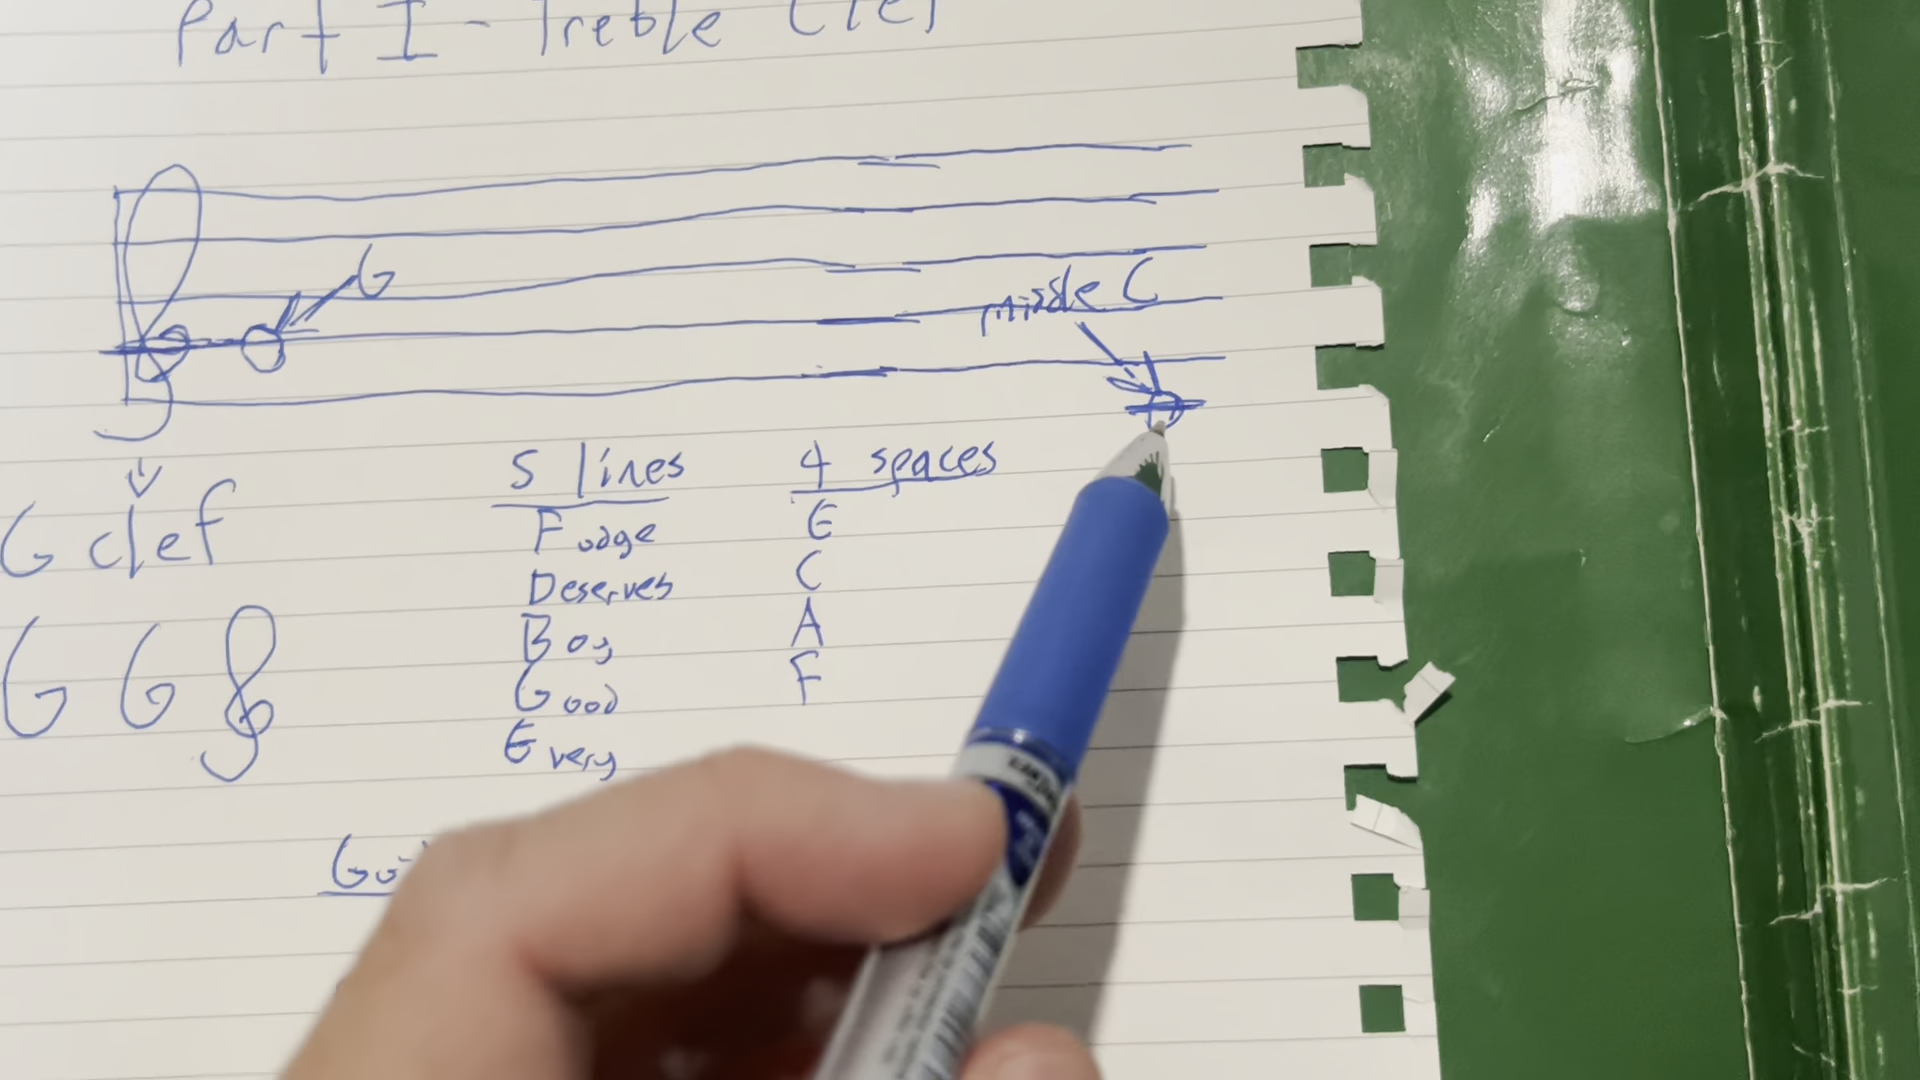 Part I - Treble Clef
G
middle C
G clef
G G
5 lines
Fudge
Deserves
Boy
Good
Every
4 spaces
E
C
A
F